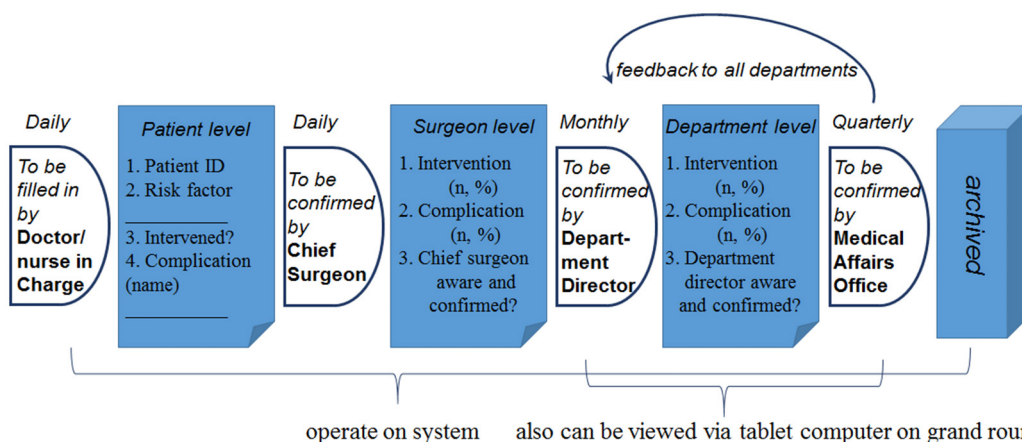 feedback to all departments
Daily
To be
filled in
by
Doctor/
nurse in
Charge
Patient level
1. Patient ID
2. Risk factor
3. Intervened?
4. Complication
(name)
Daily
To be
confirmed
by
Chief
Surgeon
Surgeon level
1. Intervention
(n, %)
2. Complication
(n, %)
3. Chief surgeon
aware and
confirmed?
Monthly
To be
confirmed
by
Depart-
ment
Director
Department level
1. Intervention
(n, %)
2. Complication
(n, %)
3. Department
director aware
and confirmed?
Quarterly
To be
confirmed
by
Medical
Affairs
Office
archived
operate on system
also can be viewed via tablet computer on grand